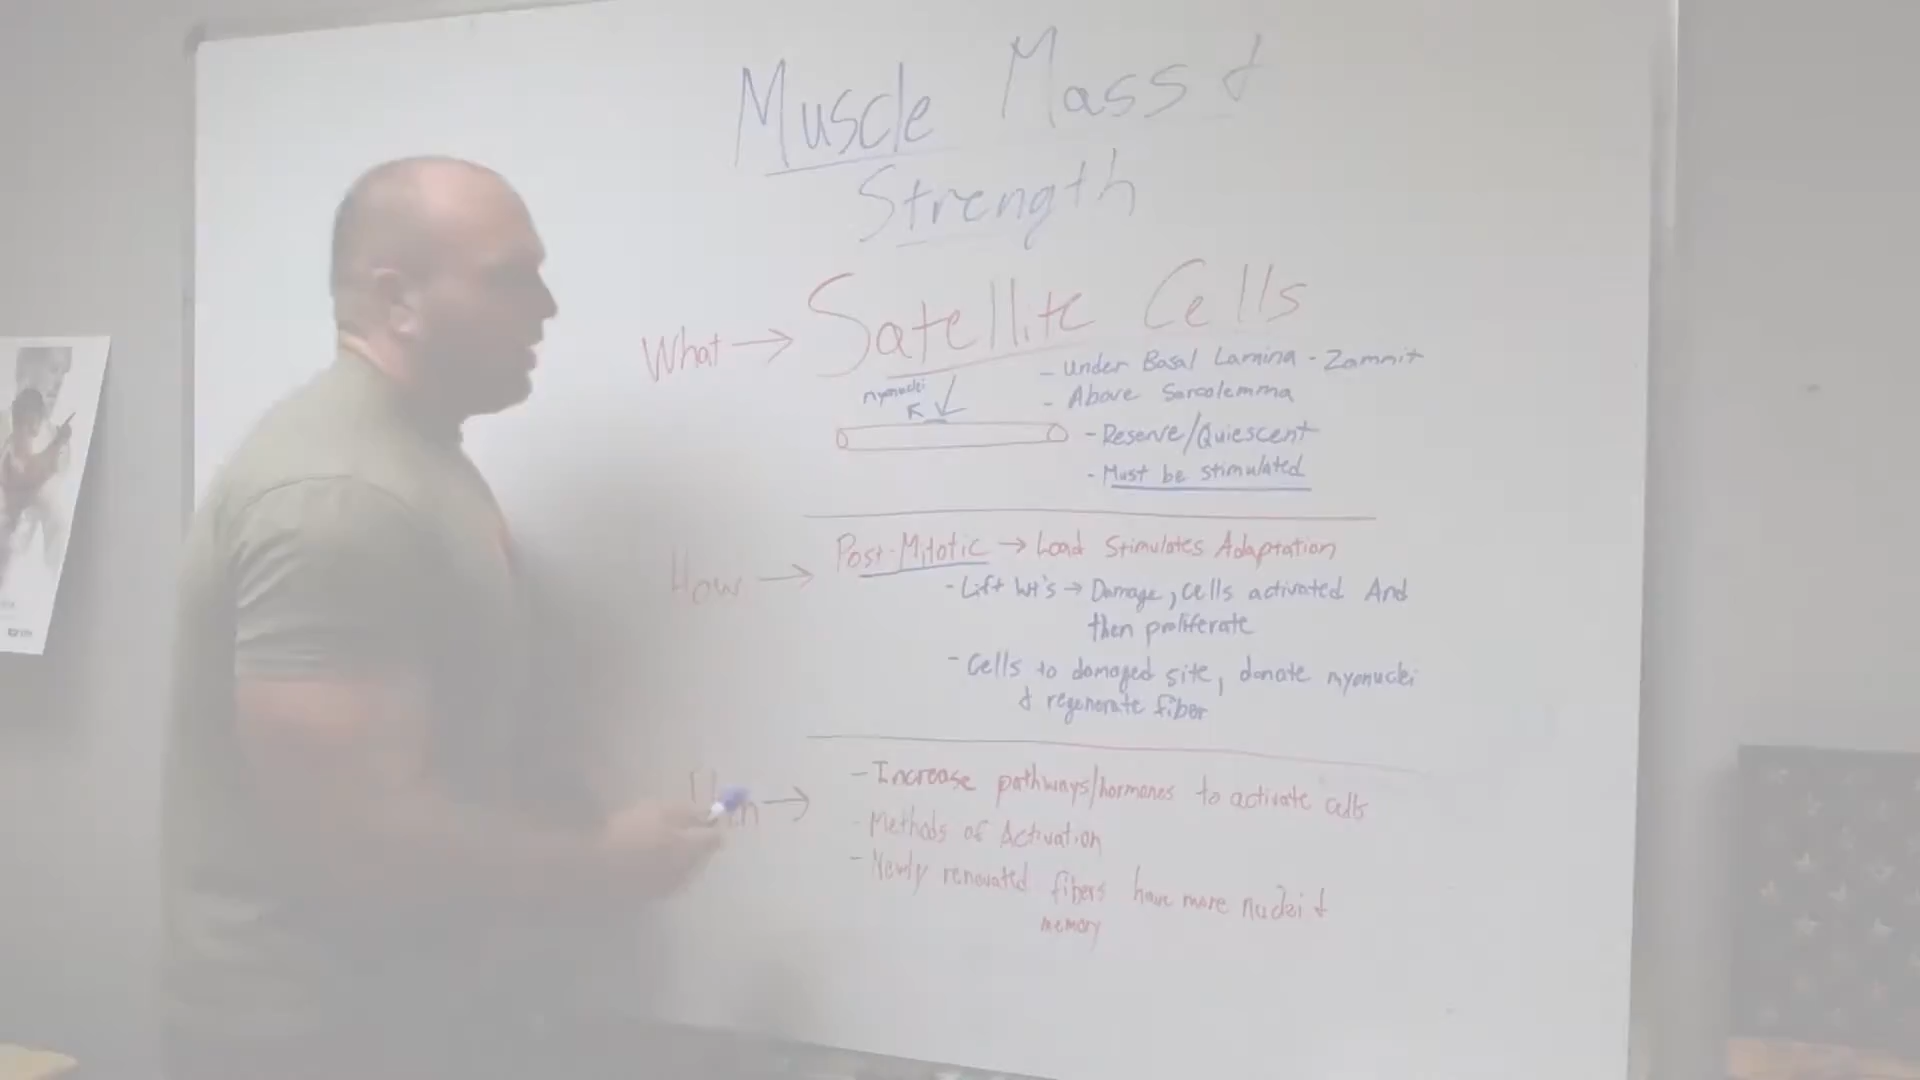 Muscle Mass &
Strength
What → Satellite Cells
- Under Basal Lamina - Zammit
myonuclei
- Above Sarcolemma
- Reserve/Quiescent
- Must be stimulated
How → Post-Mitotic → Load Stimulates Adaptation
- Lift Wt's → Damage, cells activated And
then proliferate
- Cells to damaged site, donate myonuclei
& regenerate fiber
→ - Increase pathways/hormones to activate cells
- Methods of Activation
- Newly renovated fibers have more nuclei &
memory